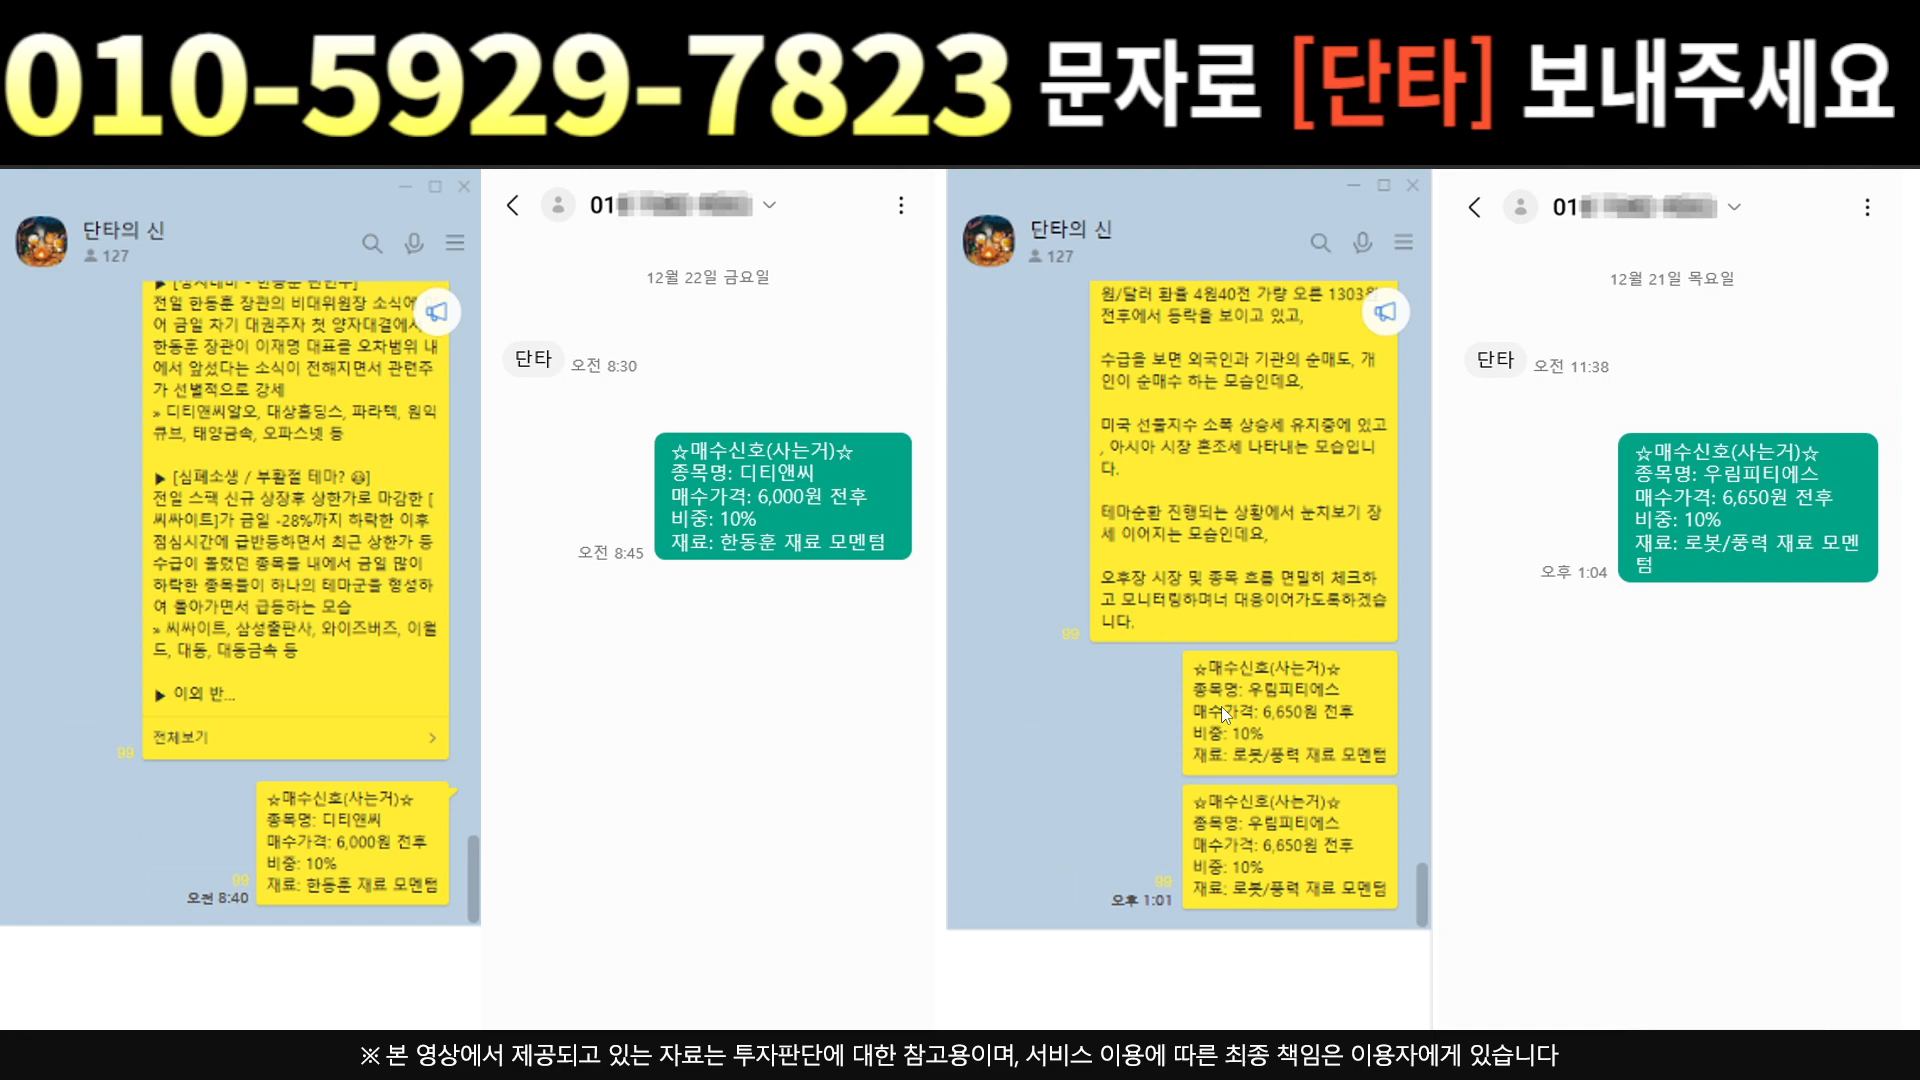 010-5929-7823 문자로 [단타] 보내주세요
단타의 신
127
전일 한동훈 장관의 비대위원장 소식에
어 금일 차기 대권주자 첫 양자대결에서
한동훈 장관이 이재명 대표를 오차범위 내
에서 앞섰다는 소식이 전해지면서 관련주
가 선별적으로 강세
» 디티앤씨알오, 대상홀딩스, 파라텍, 원익
큐브, 태양금속, 오파스넷 등
▶ [심폐소생 / 부활절 테마? 😆]
전일 스팩 신규 상장후 상한가로 마감한 [
씨싸이트]가 금일 -28%까지 하락한 이후
점심시간에 급반등하면서 최근 상한가 등
수급이 몰렸던 종목들 내에서 금일 많이
하락한 종목들이 하나의 테마군을 형성하
여 돌아가면서 급등하는 모습
» 씨싸이트, 삼성출판사, 와이즈버즈, 이월
드, 대동, 대동금속 등
▶ 이외 반...
전체보기
99
☆매수신호(사는거)☆
종목명: 디티앤씨
매수가격: 6,000원 전후
비중: 10%
재료: 한동훈 재료 모멘텀
99
오전 8:40
01
12월 22일 금요일
단타
오전 8:30
☆매수신호(사는거)☆
종목명: 디티앤씨
매수가격: 6,000원 전후
비중: 10%
재료: 한동훈 재료 모멘텀
오전 8:45
단타의 신
127
원/달러 환율 4원40전 가량 오른 1303원
전후에서 등락을 보이고 있고,
수급을 보면 외국인과 기관의 순매도, 개
인이 순매수 하는 모습인데요,
미국 선물지수 소폭 상승세 유지중에 있고
, 아시아 시장 혼조세 나타내는 모습입니
다.
테마순환 진행되는 상황에서 눈치보기 장
세 이어지는 모습인데요,
오후장 시장 및 종목 흐름 면밀히 체크하
고 모니터링하며너 대응이어가도록하겠습
니다.
99
☆매수신호(사는거)☆
종목명: 우림피티에스
매수가격: 6,650원 전후
비중: 10%
재료: 로봇/풍력 재료 모멘텀
☆매수신호(사는거)☆
종목명: 우림피티에스
매수가격: 6,650원 전후
비중: 10%
재료: 로봇/풍력 재료 모멘텀
99
오후 1:01
01
12월 21일 목요일
단타
오전 11:38
☆매수신호(사는거)☆
종목명: 우림피티에스
매수가격: 6,650원 전후
비중: 10%
재료: 로봇/풍력 재료 모멘
텀
오후 1:04
※ 본 영상에서 제공되고 있는 자료는 투자판단에 대한 참고용이며, 서비스 이용에 따른 최종 책임은 이용자에게 있습니다